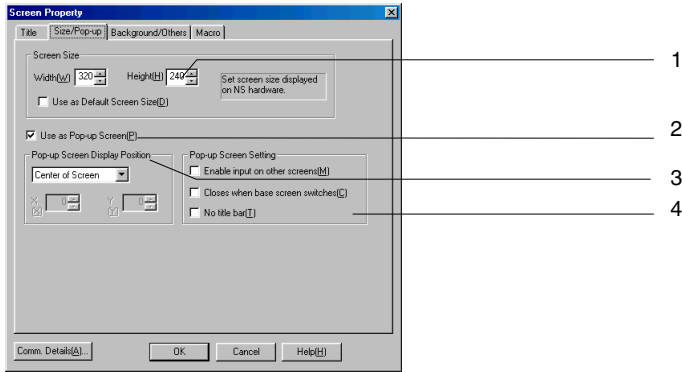 Screen Property
Title Size/Pop-up Background/Others Macro
Screen Size
Width(W) 320 Height(H) 240
Set screen size displayed
on NS hardware.
Use as Default Screen Size(D)
1
Use as Pop-up Screen(P)
2
Pop-up Screen Display Position
Center of Screen
X 0 Y 0
(X) (Y)
Pop-up Screen Setting
Enable input on other screens(M)
Closes when base screen switches(C)
No title bar(T)
3
4
Comm. Details(A)... OK Cancel Help(H)